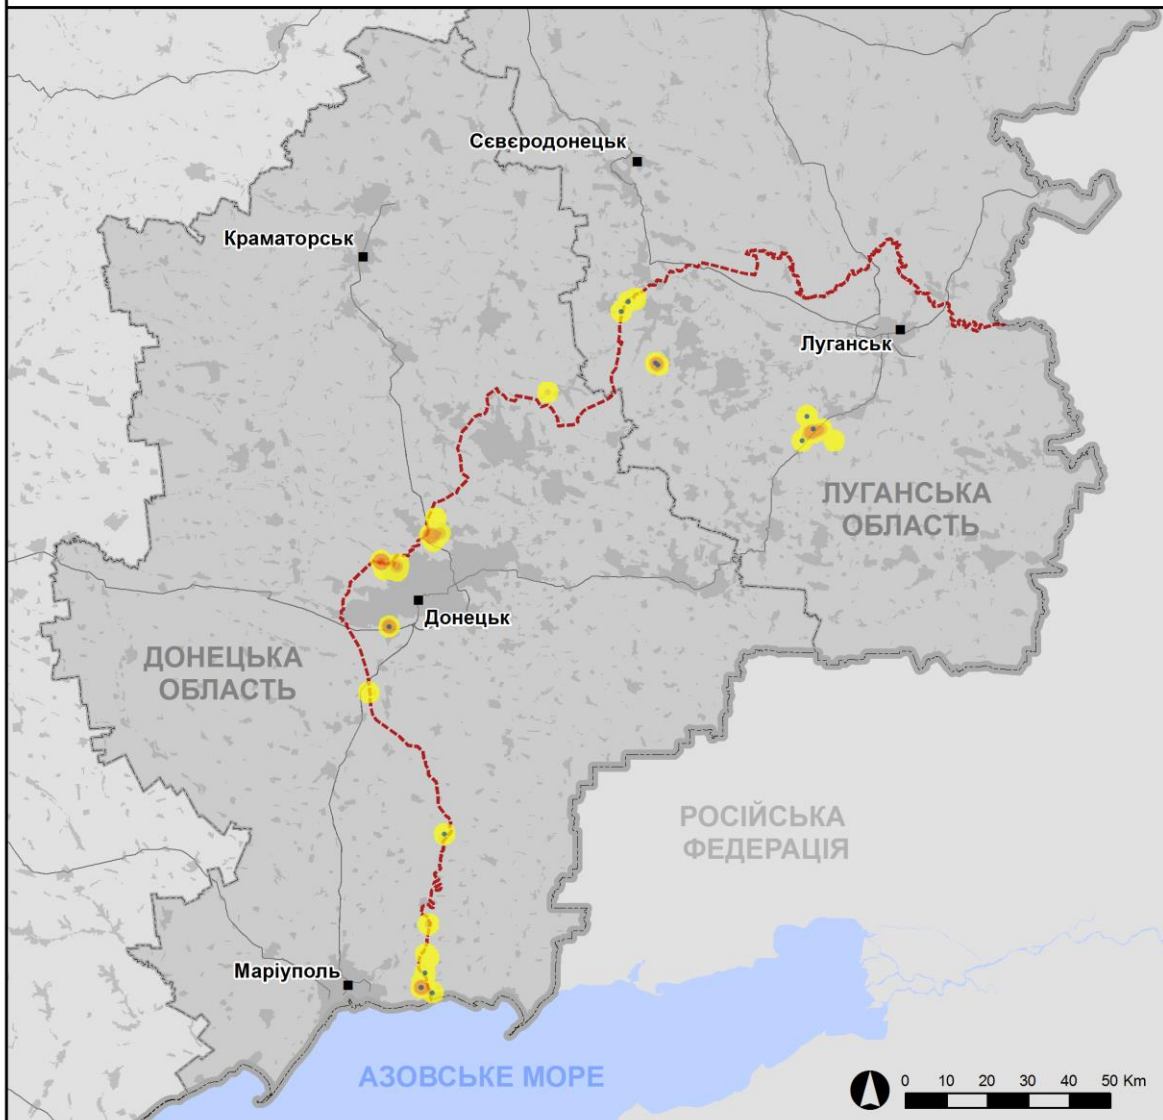 Сєвєродонецьк
Краматорськ
Луганськ
ЛУГАНСЬКА
ОБЛАСТЬ
Донецьк
ДОНЕЦЬКА
ОБЛАСТЬ
РОСІЙСЬКА
ФЕДЕРАЦІЯ
Маріуполь
АЗОВСЬКЕ МОРЕ
0 10 20 30 40 50 Km